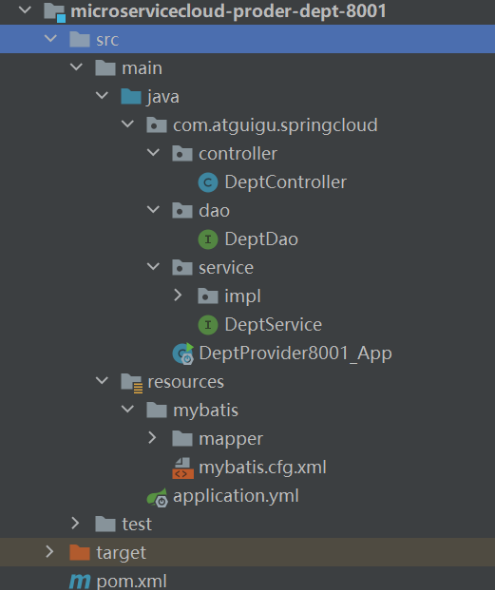 microservicecloud-proder-dept-8001
src
main
java
com.atguigu.springcloud
controller
DeptController
dao
DeptDao
service
impl
DeptService
DeptProvider8001_App
resources
mybatis
mapper
mybatis.cfg.xml
application.yml
test
target
pom.xml